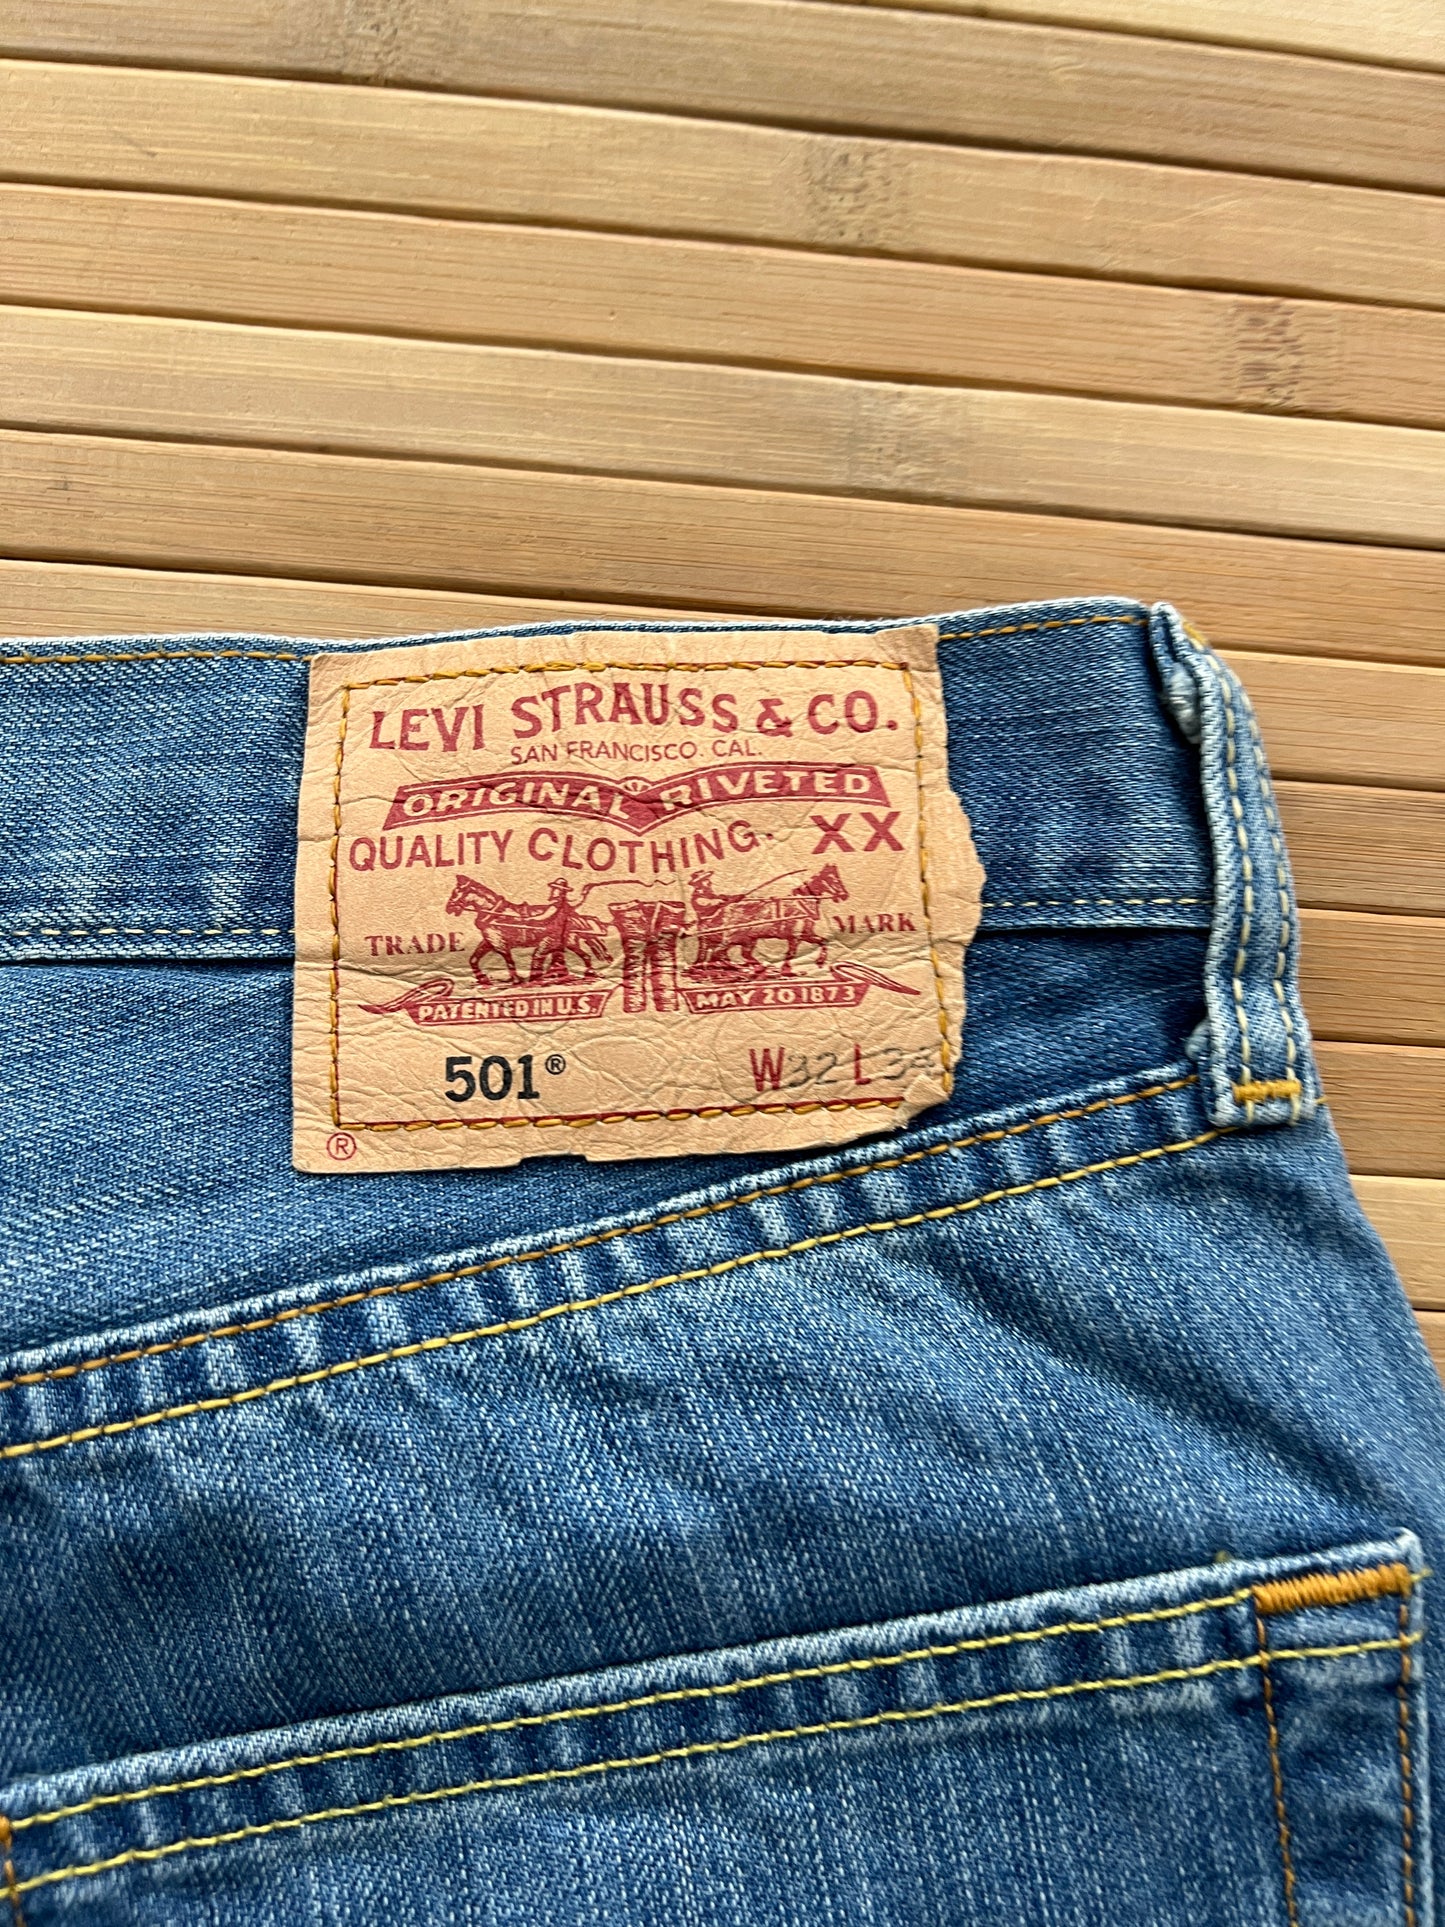 LEVI STRAUSS & CO.
SAN FRANCISCO. CAL.
ORIGINAL RIVETED
QUALITY CLOTHING. XX
TRADE MARK
PATENTED IN U.S. MAY 20 1873
501® W32 L
®